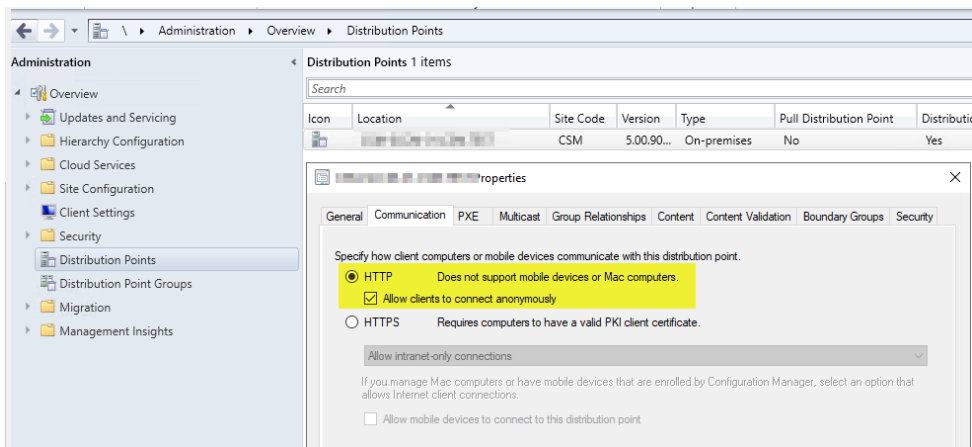 \ Administration Overview Distribution Points
Administration
Distribution Points 1 items
Search
Overview
Updates and Servicing
Hierarchy Configuration
Cloud Services
Site Configuration
Client Settings
Security
Distribution Points
Distribution Point Groups
Migration
Management Insights
Icon Location Site Code Version Type Pull Distribution Point Distributio
CSM 5.00.90... On-premises No Yes
roperties
General Communication PXE Multicast Group Relationships Content Content Validation Boundary Groups Security
Specify how client computers or mobile devices communicate with this distribution point.
HTTP Does not support mobile devices or Mac computers.
Allow clients to connect anonymously
HTTPS Requires computers to have a valid PKI client certificate.
Allow intranet-only connections
If you manage Mac computers or have mobile devices that are enrolled by Configuration Manager, select an option that
allows Internet client connections.
Allow mobile devices to connect to this distribution point